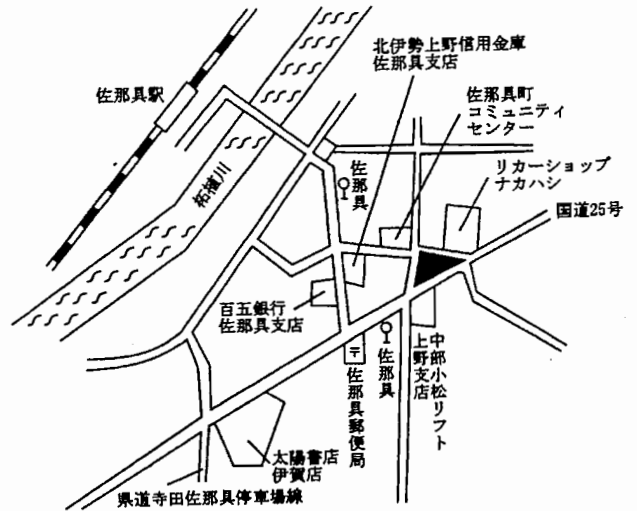 北伊勢上野信用金庫
佐那具支店
佐那具駅
佐那具町
コミュニティ
センター
リカーショップ
ナカハシ
佐那具
柘植川
国道25号
百五銀行
佐那具支店
〒
佐那具郵便局
佐那具
中部小松リフト
上野支店
太陽書店
伊賀店
県道寺田佐那具停車場線